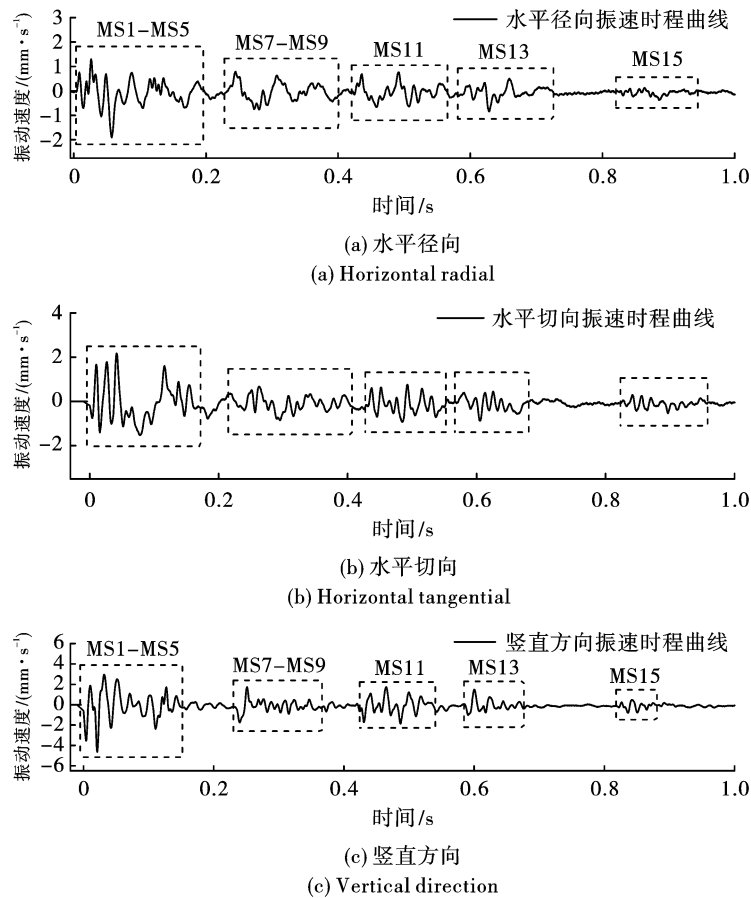 水平径向振速时程曲线
MS1-MS5
MS7-MS9
MS11
MS13
MS15
振动速度/(mm·s⁻¹)
3
2
1
0
-1
-2
0
0.2
0.4
0.6
0.8
1.0
时间/s
(a) 水平径向
(a) Horizontal radial
水平切向振速时程曲线
振动速度/(mm·s⁻¹)
4
2
0
-2
0
0.2
0.4
0.6
0.8
1.0
时间/s
(b) 水平切向
(b) Horizontal tangential
竖直方向振速时程曲线
MS1-MS5
MS7-MS9
MS11
MS13
MS15
振动速度/(mm·s⁻¹)
6
4
2
0
-2
-4
-6
0
0.2
0.4
0.6
0.8
1.0
时间/s
(c) 竖直方向
(c) Vertical direction